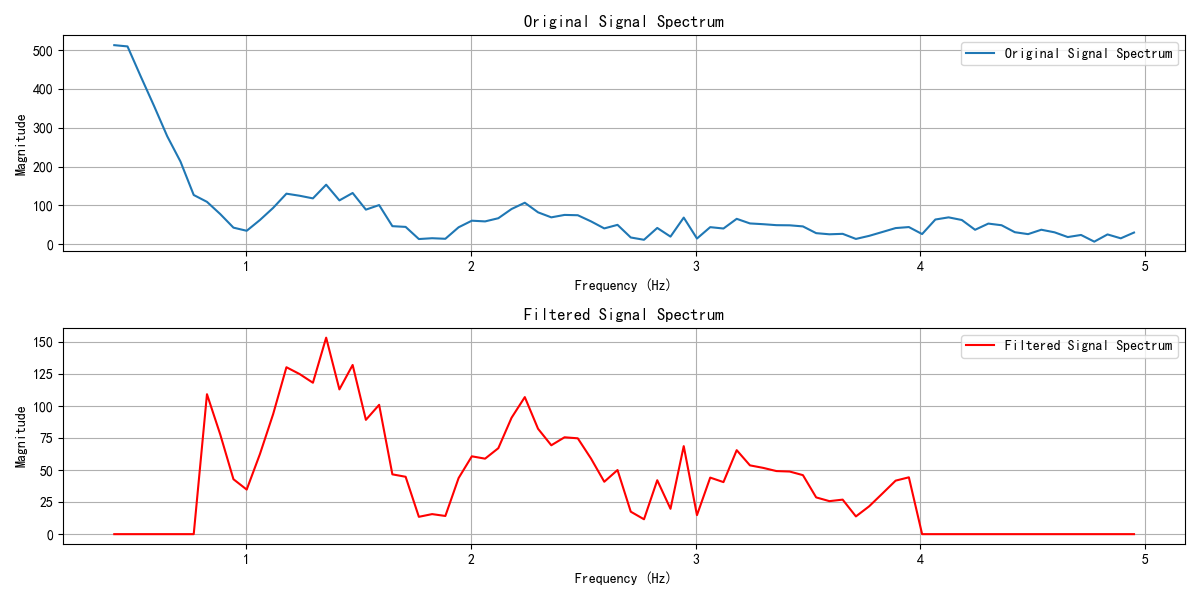 Original Signal Spectrum
500
400
300
200
100
0
Magnitude
Original Signal Spectrum
1 2 3 4 5
Frequency (Hz)
Filtered Signal Spectrum
150
125
100
75
50
25
0
Magnitude
Filtered Signal Spectrum
1 2 3 4 5
Frequency (Hz)